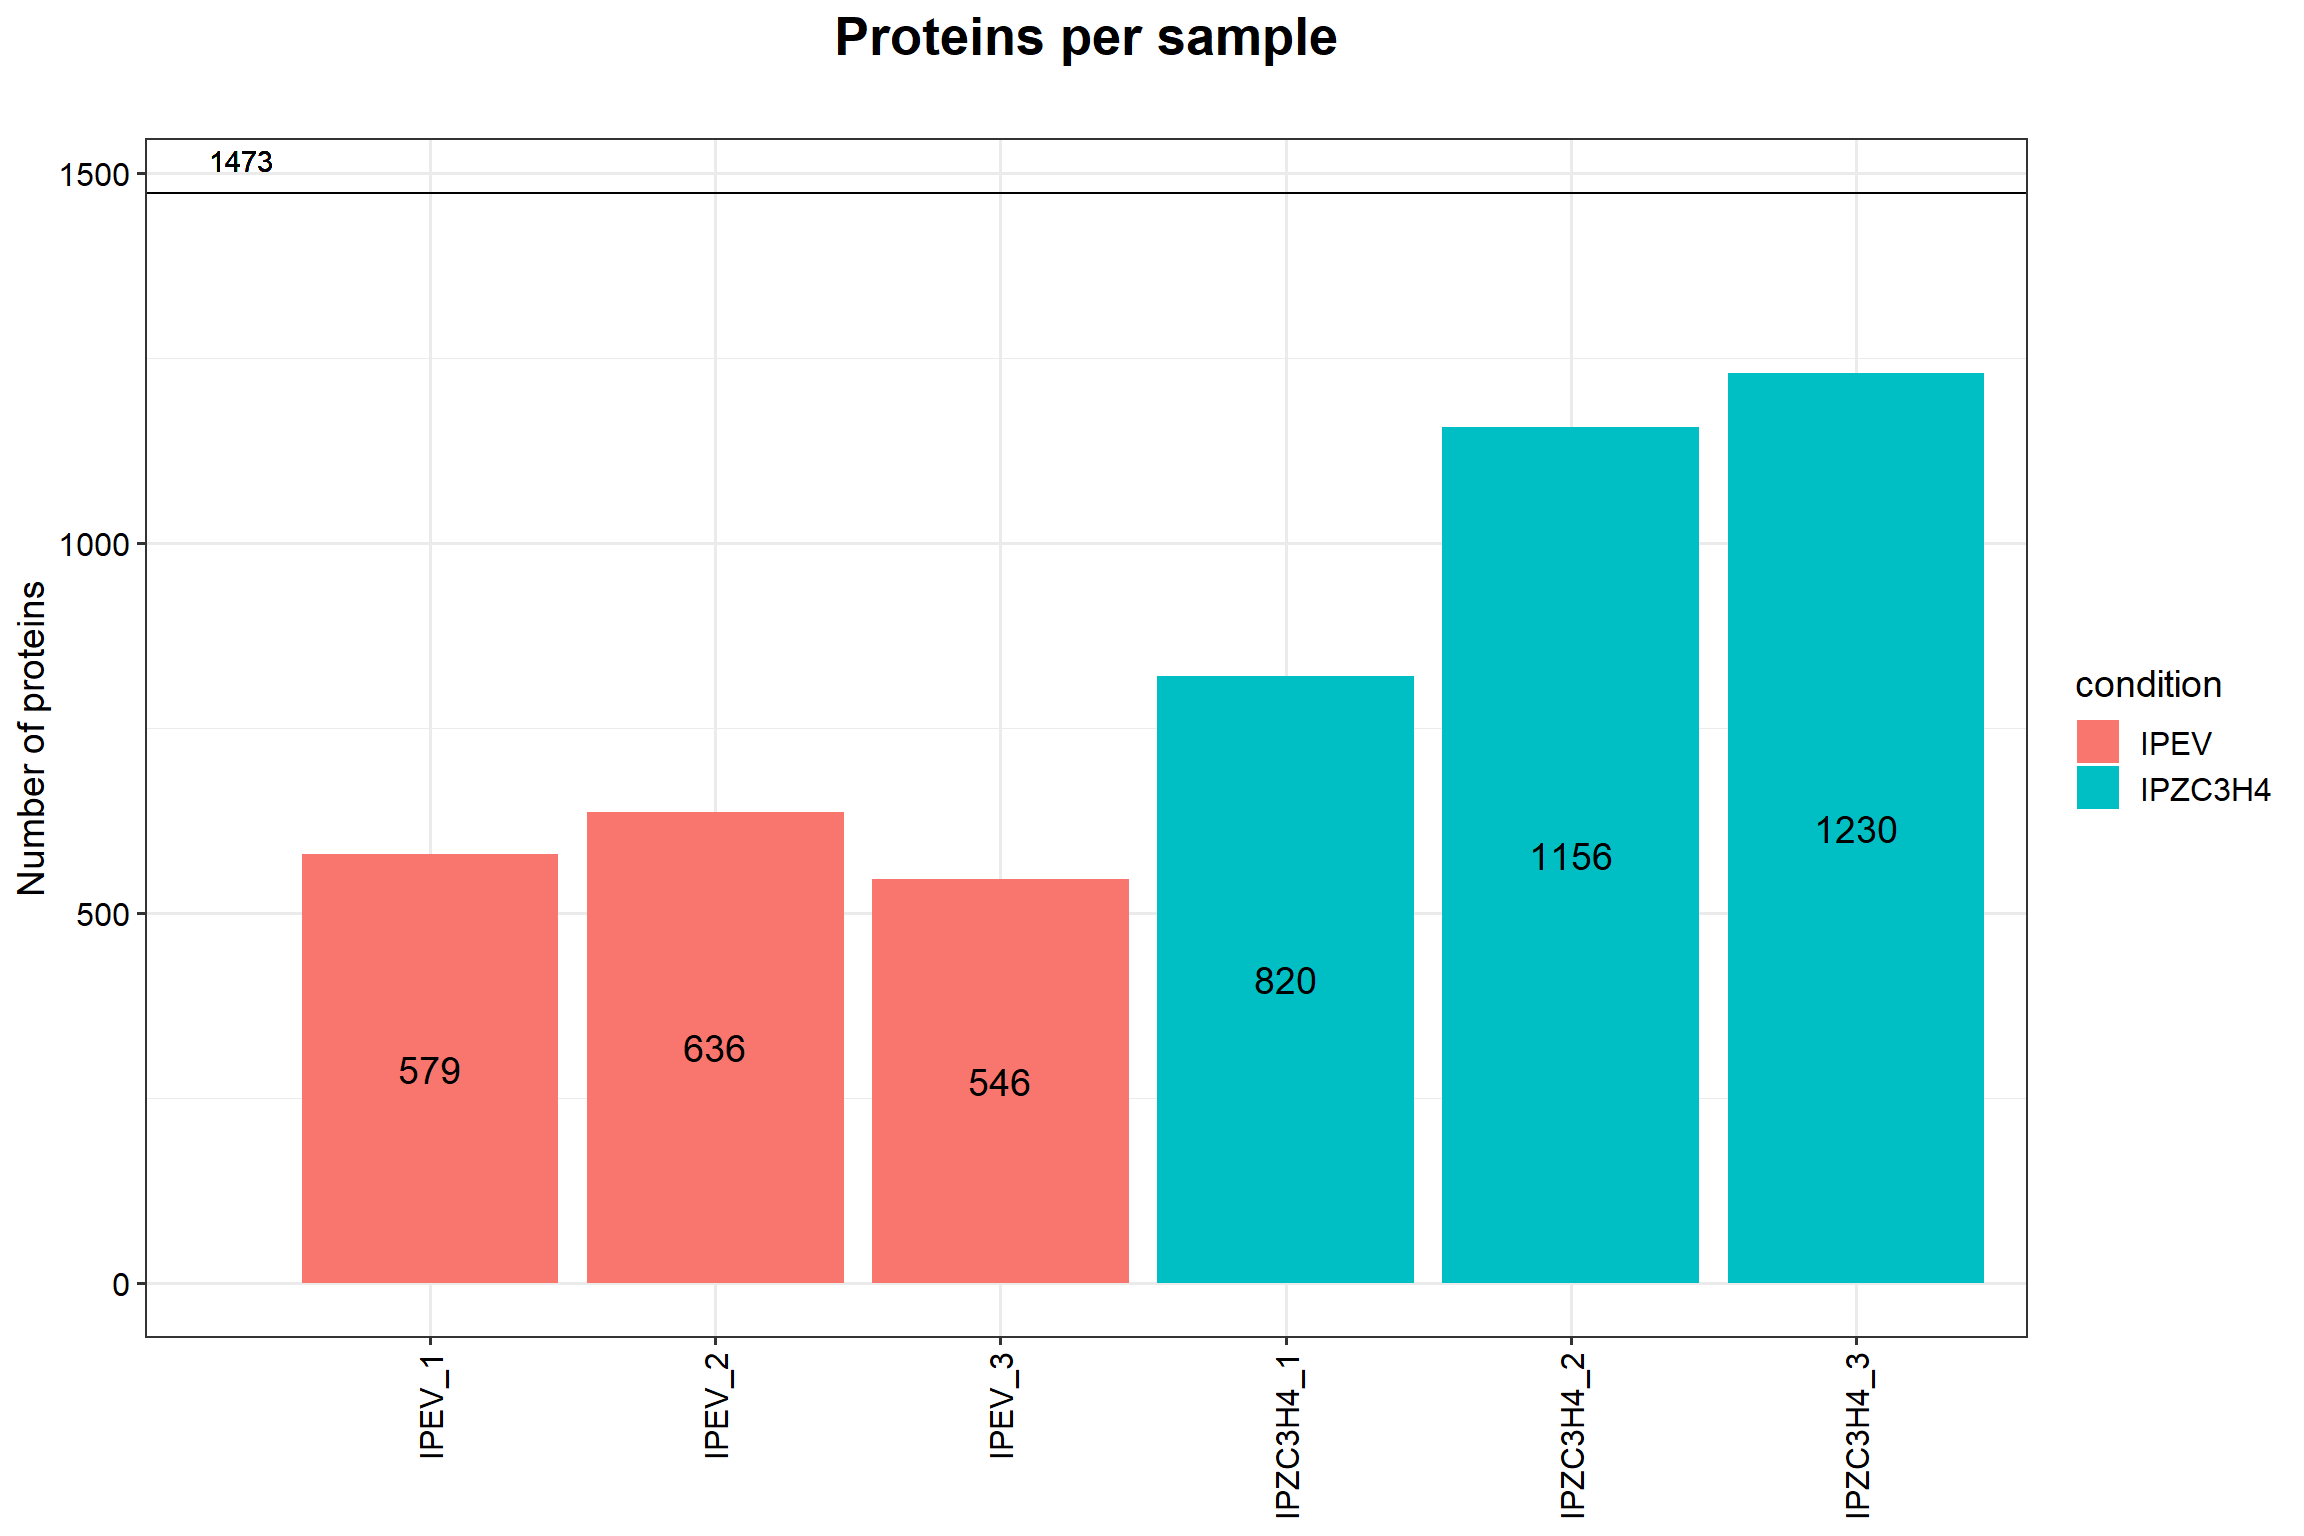 Proteins per sample
Number of proteins
1500
1000
500
0
1473
579
636
546
820
1156
1230
IPEV_1
IPEV_2
IPEV_3
IPZC3H4_1
IPZC3H4_2
IPZC3H4_3
condition
IPEV
IPZC3H4